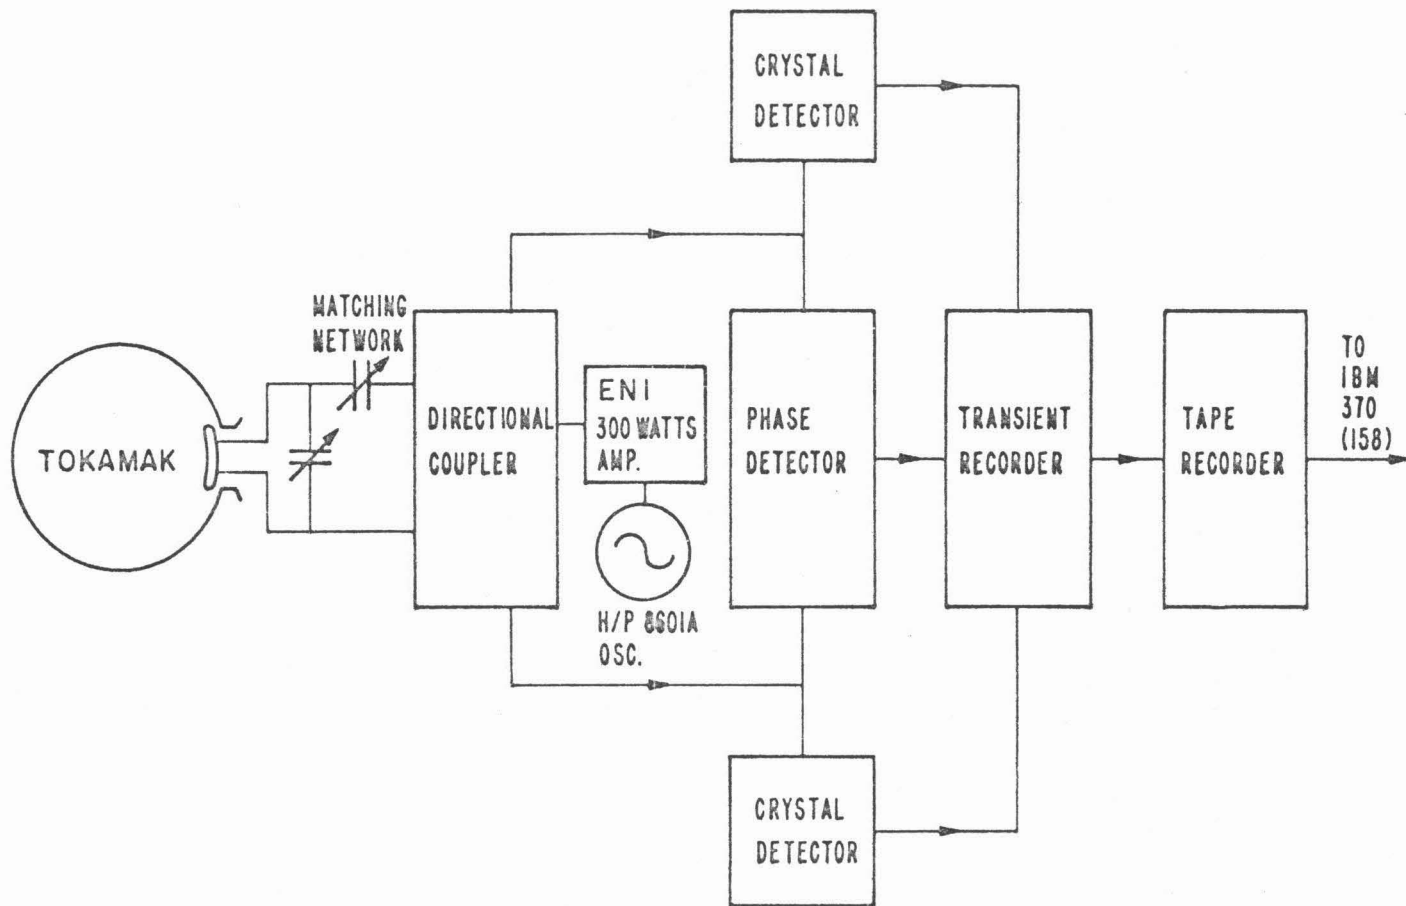 CRYSTAL
DETECTOR
MATCHING
NETWORK
TOKAMAK
DIRECTIONAL
COUPLER
ENI
300 WATTS
AMP.
H/P 8601A
OSC.
PHASE
DETECTOR
TRANSIENT
RECORDER
TAPE
RECORDER
TO
IBM
370
(158)
CRYSTAL
DETECTOR